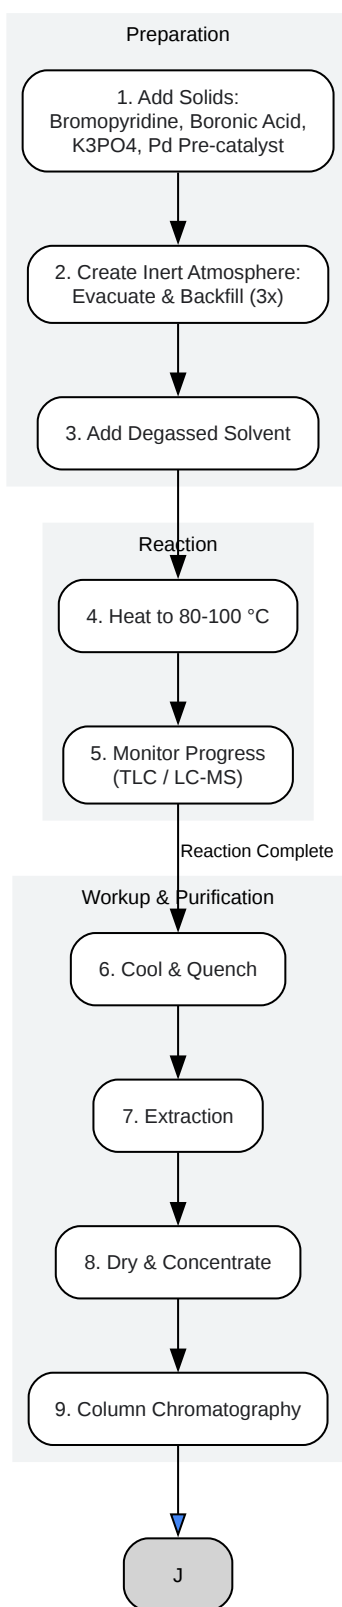 Preparation
1. Add Solids:
Bromopyridine, Boronic Acid,
K3PO4, Pd Pre-catalyst
2. Create Inert Atmosphere:
Evacuate & Backfill (3x)
3. Add Degassed Solvent
Reaction
4. Heat to 80-100 °C
5. Monitor Progress
(TLC / LC-MS)
Reaction Complete
Workup & Purification
6. Cool & Quench
7. Extraction
8. Dry & Concentrate
9. Column Chromatography
J